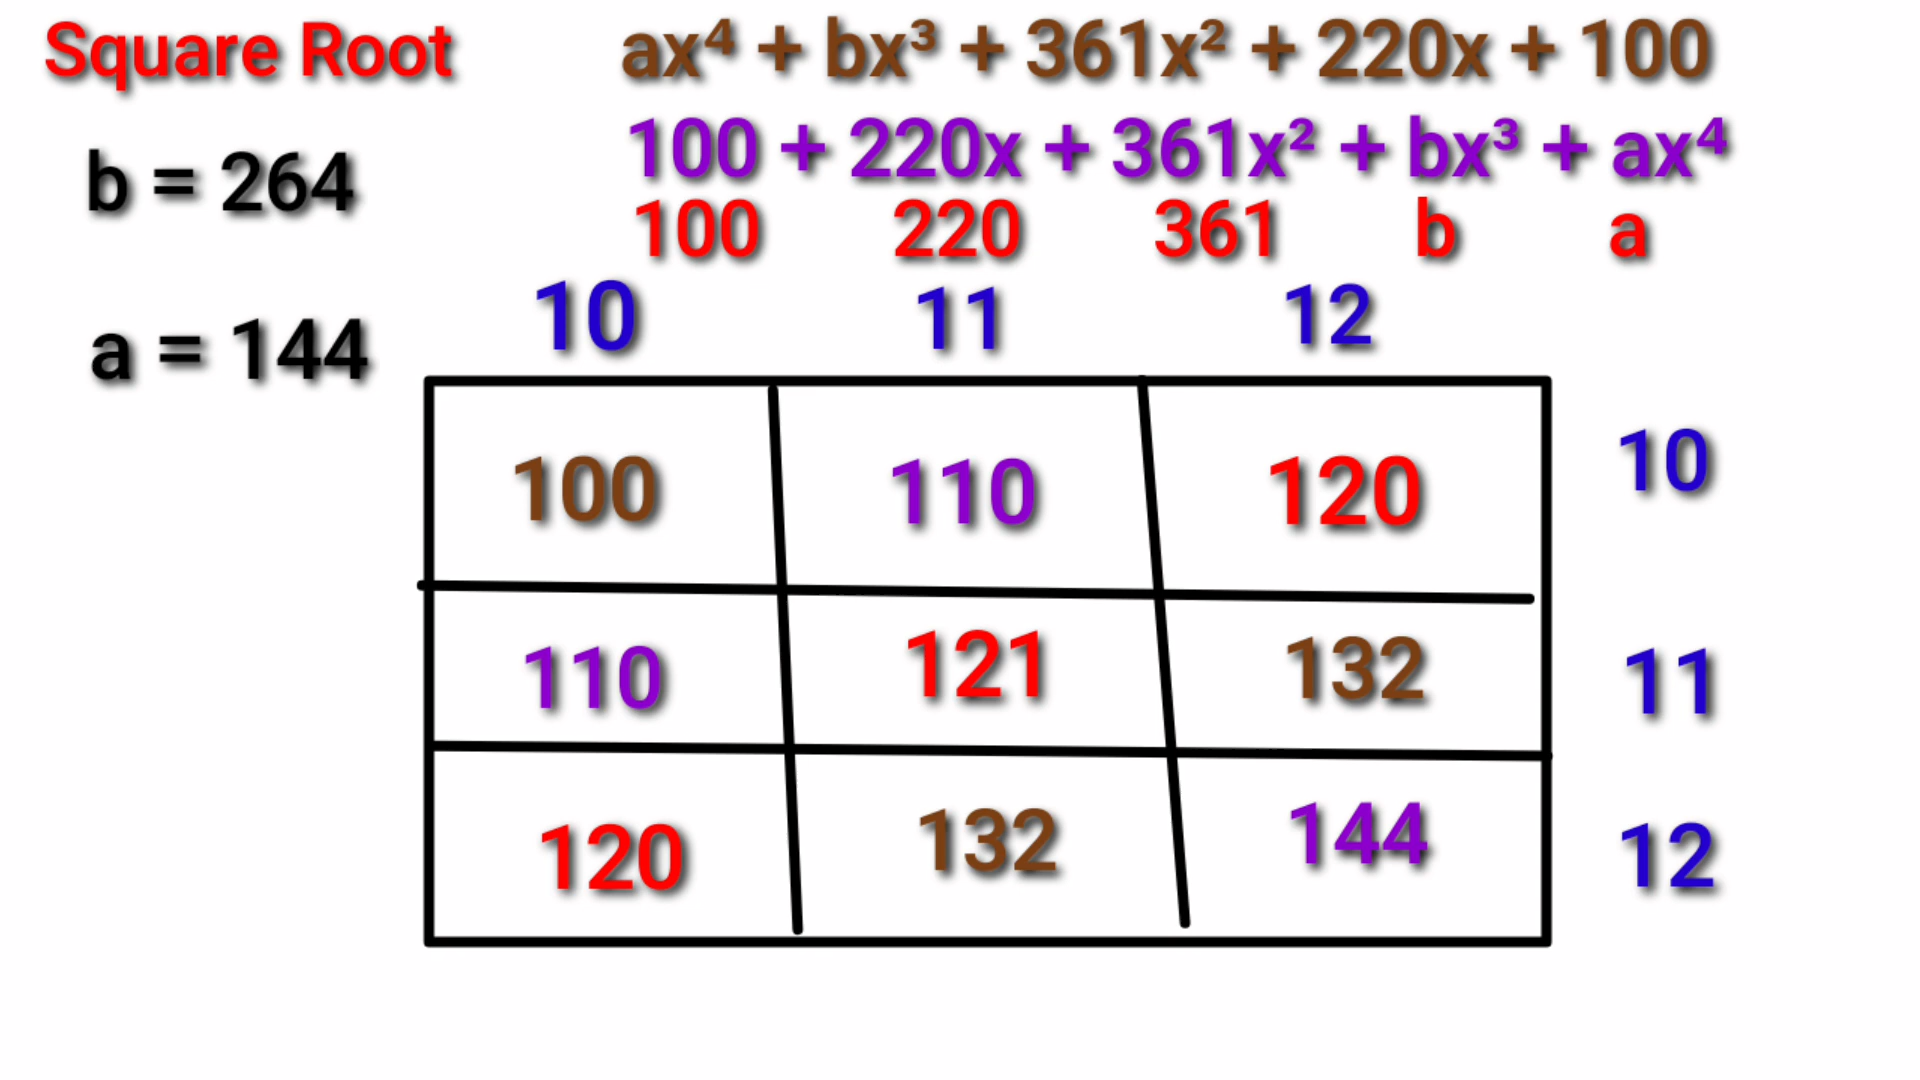 Square Root
ax⁴ + bx³ + 361x² + 220x + 100
100 + 220x + 361x² + bx³ + ax⁴
100 220 361 b a
b = 264
a = 144
10 11 12
100 110 120 10
110 121 132 11
120 132 144 12